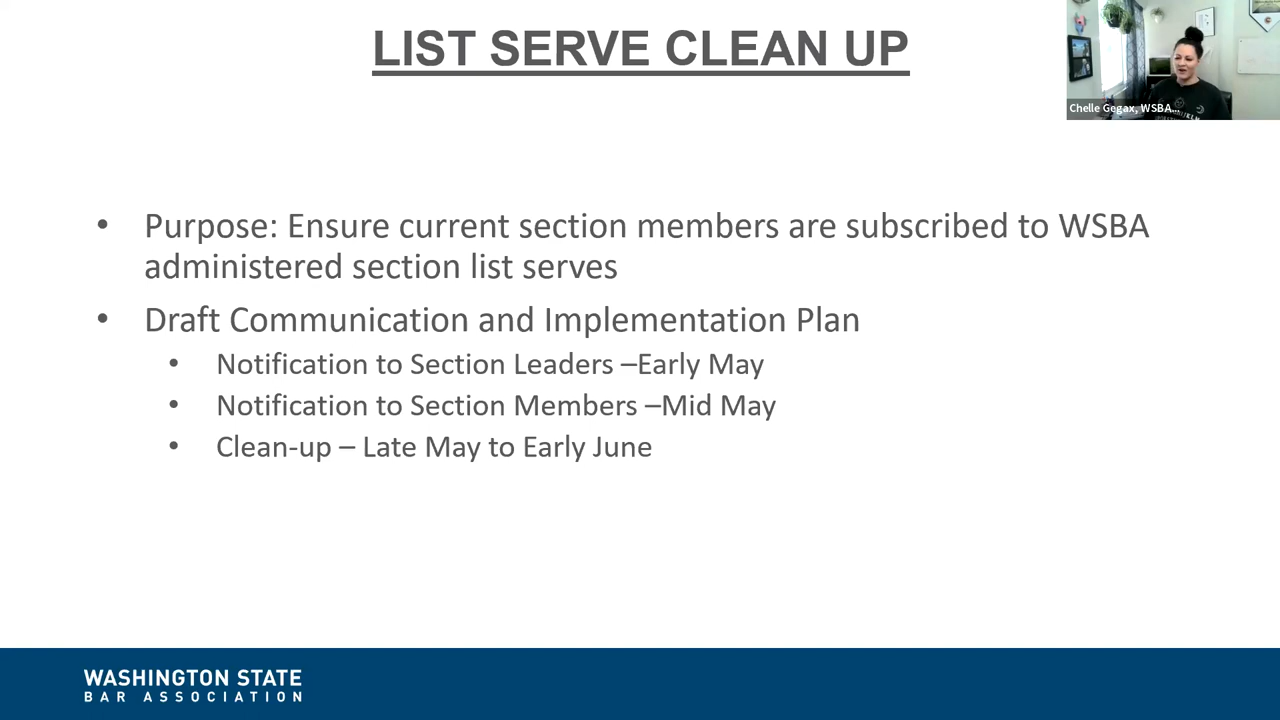 LIST SERVE CLEAN UP
Chelle Gegax, WSBA...
• Purpose: Ensure current section members are subscribed to WSBA
administered section list serves
• Draft Communication and Implementation Plan
• Notification to Section Leaders –Early May
• Notification to Section Members –Mid May
• Clean-up – Late May to Early June
WASHINGTON STATE
BAR ASSOCIATION